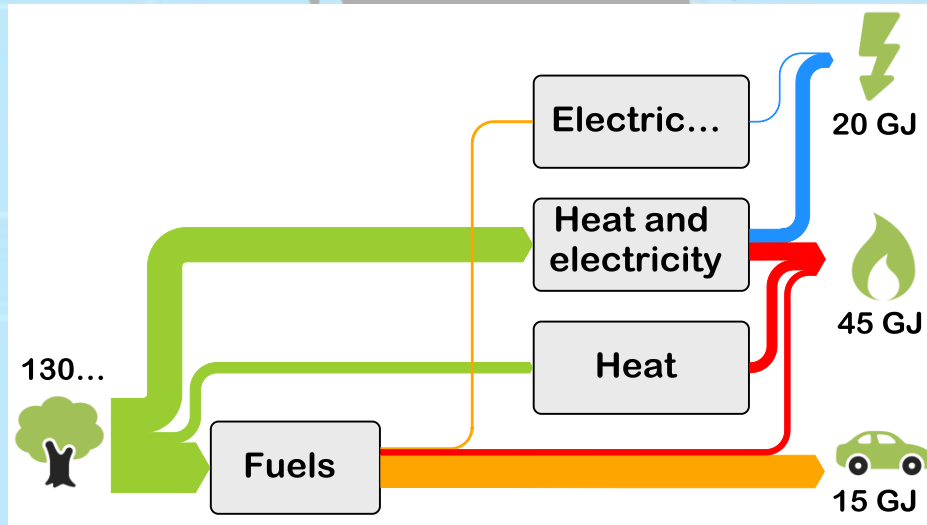 Electric...
20 GJ
Heat and
electricity
45 GJ
130...
Heat
Fuels
15 GJ